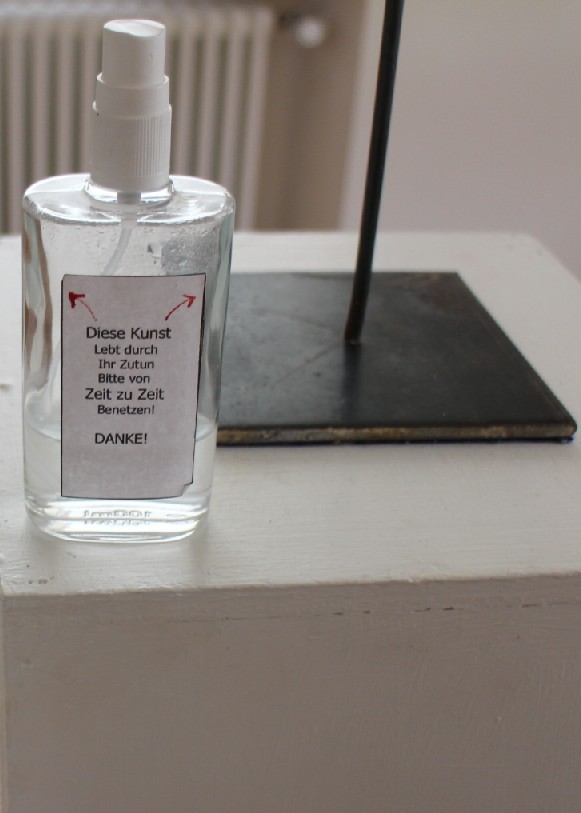 Diese Kunst
Lebt durch
Ihr Zutun
Bitte von
Zeit zu Zeit
Benetzen!
DANKE!